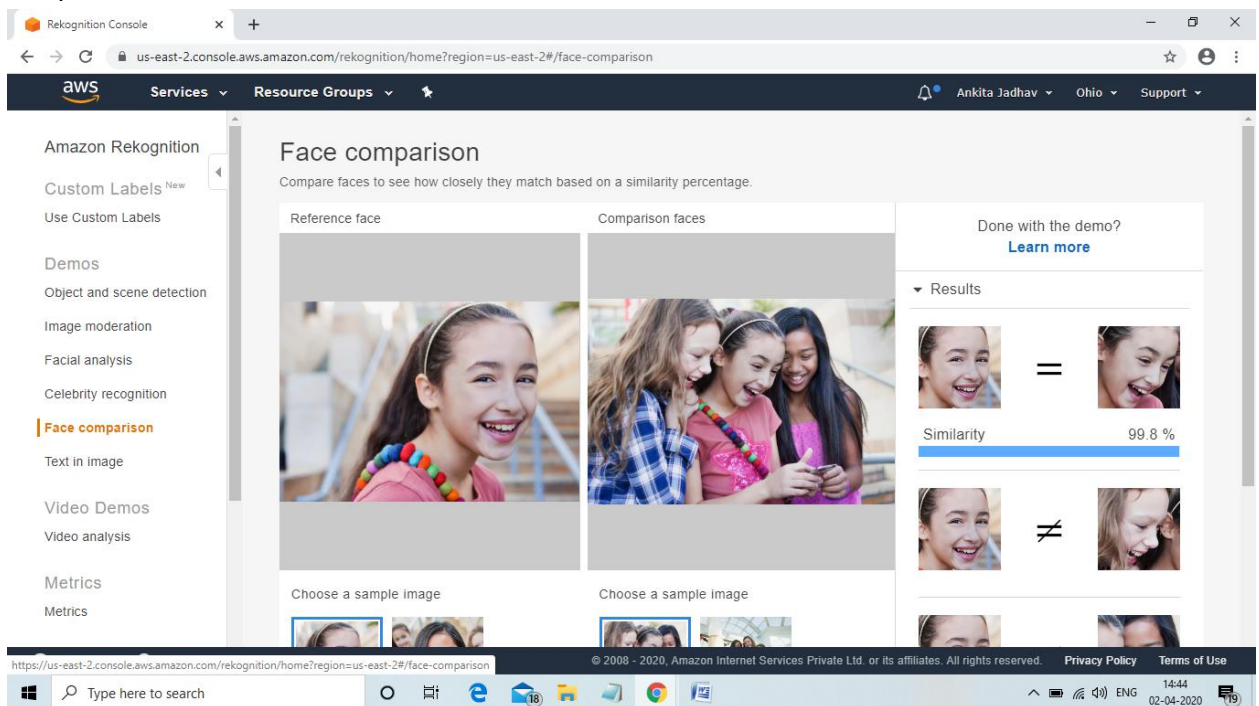 Rekognition Console
us-east-2.console.aws.amazon.com/rekognition/home?region=us-east-2#/face-comparison
aws Services Resource Groups Ankita Jadhav Ohio Support
Amazon Rekognition
Custom Labels New
Use Custom Labels
Demos
Object and scene detection
Image moderation
Facial analysis
Celebrity recognition
Face comparison
Text in image
Video Demos
Video analysis
Metrics
Metrics
Face comparison
Compare faces to see how closely they match based on a similarity percentage.
Reference face
Choose a sample image
Comparison faces
Choose a sample image
Done with the demo?
Learn more
Results
=
Similarity 99.8 %
≠
https://us-east-2.console.aws.amazon.com/rekognition/home?region=us-east-2#/face-comparison
© 2008 - 2020, Amazon Internet Services Private Ltd. or its affiliates. All rights reserved. Privacy Policy Terms of Use
Type here to search
18
ENG
14:44
02-04-2020
19